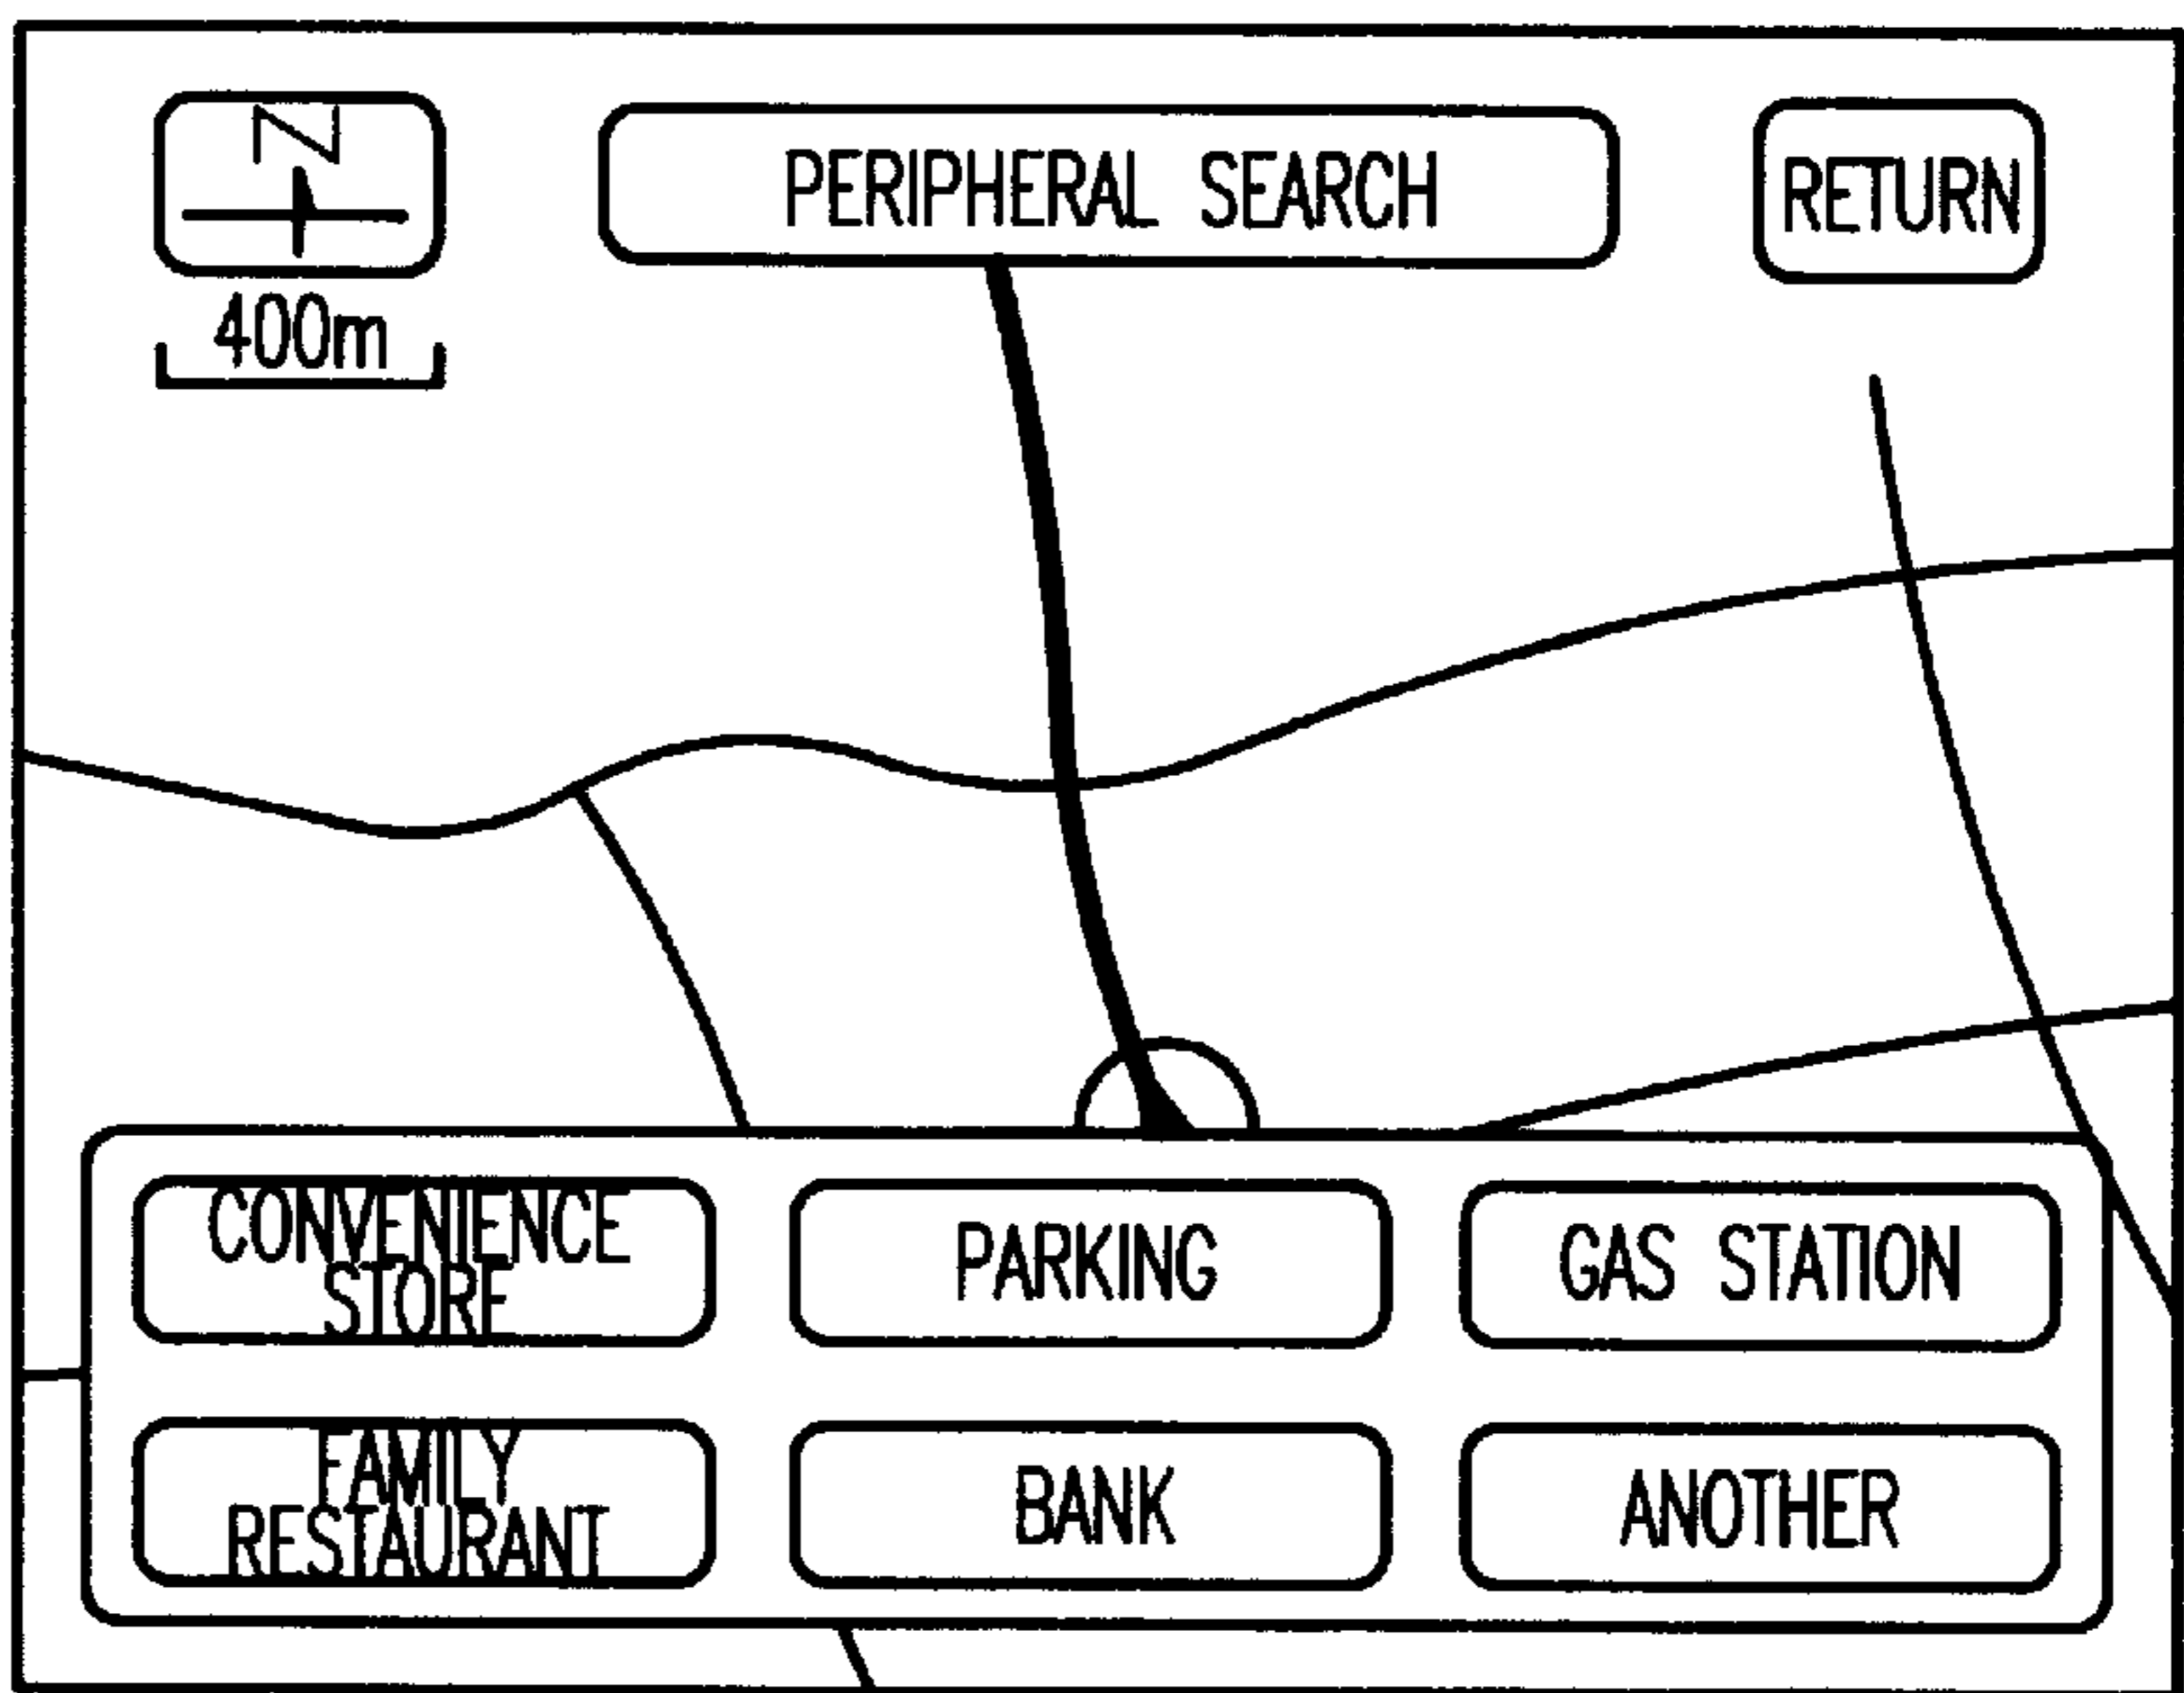 N
PERIPHERAL SEARCH
RETURN
400m
CONVENIENCE
STORE
PARKING
GAS STATION
FAMILY
RESTAURANT
BANK
ANOTHER